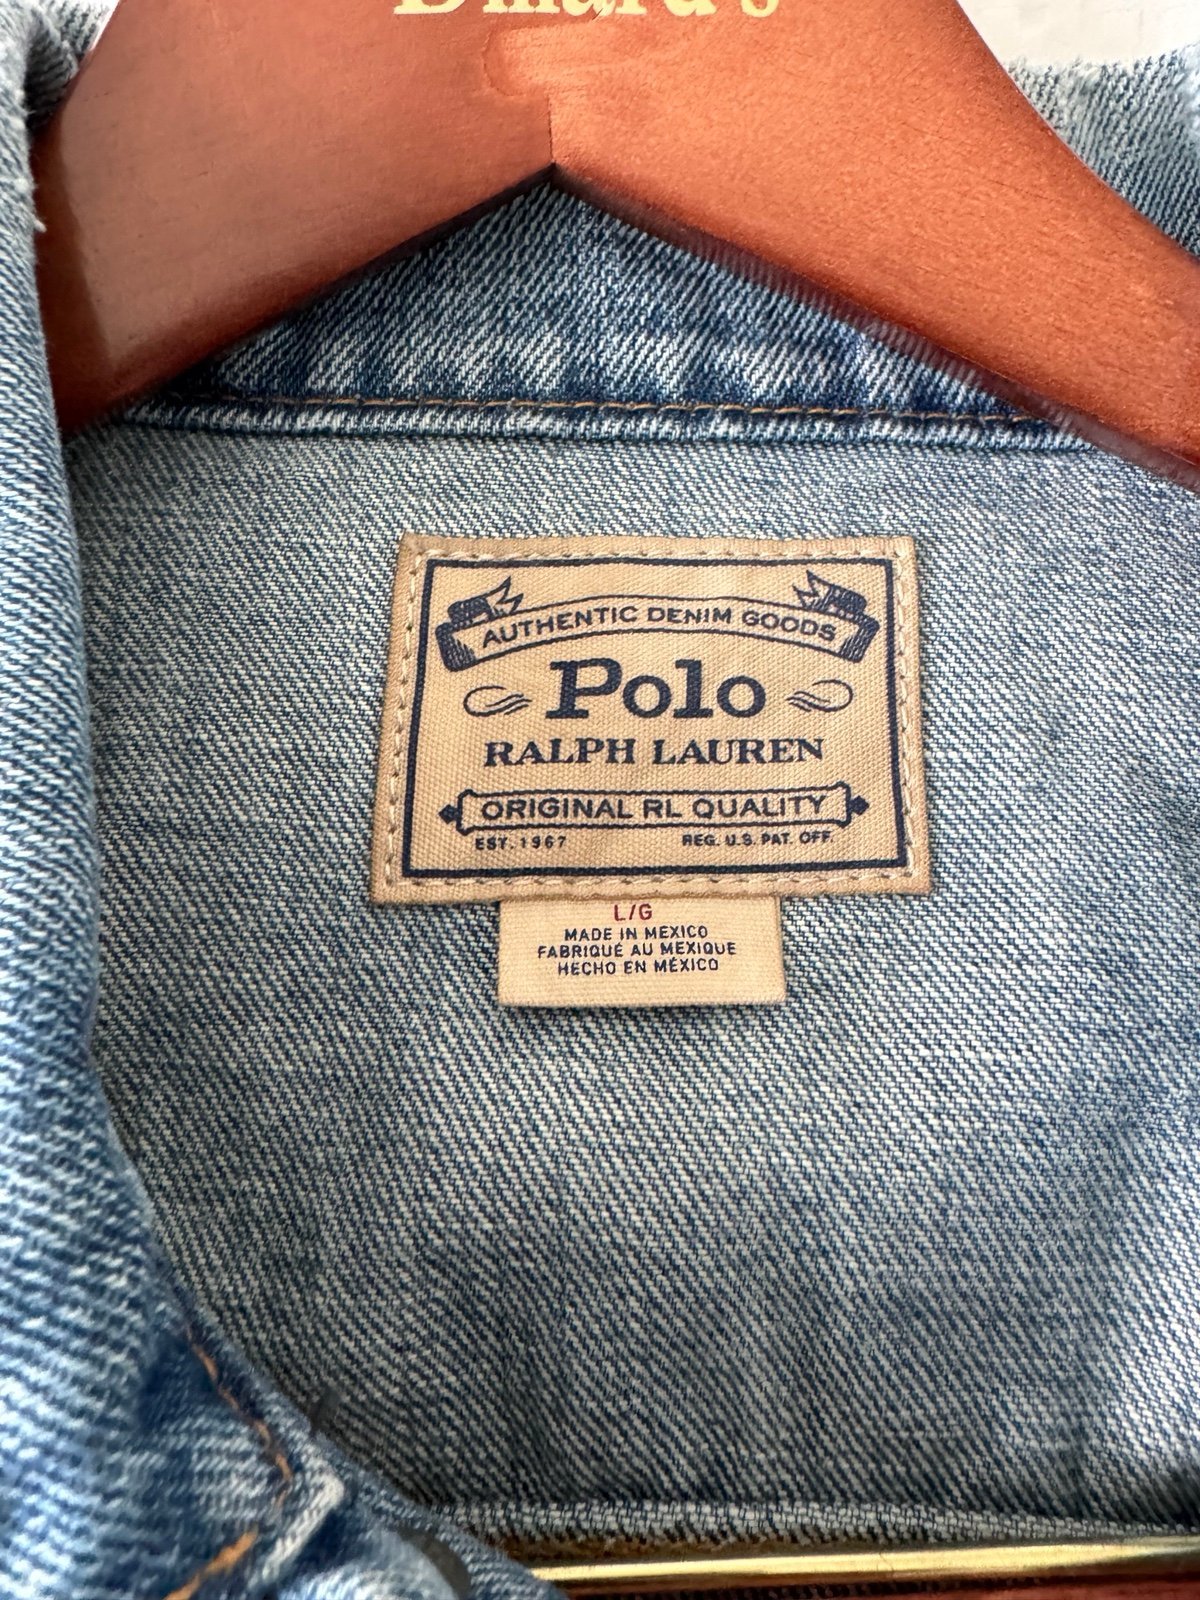 Dillard's
AUTHENTIC DENIM GOODS
Polo
RALPH LAUREN
ORIGINAL RL QUALITY
EST. 1967 REG. U.S. PAT. OFF.
L/G
MADE IN MEXICO
FABRIQUÉ AU MEXIQUE
HECHO EN MÉXICO